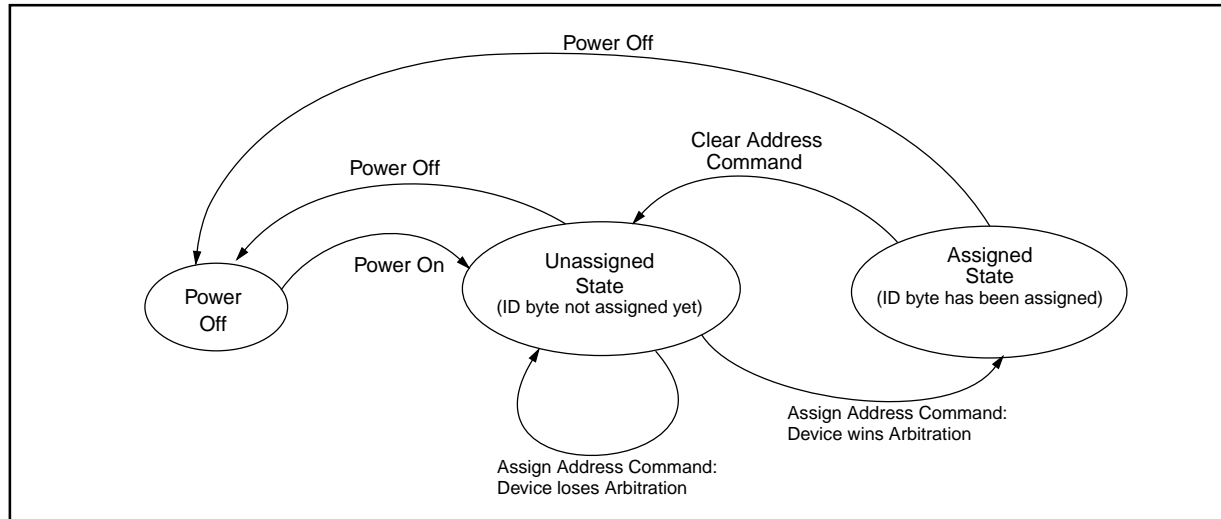 Power Off
Clear Address
Command
Power Off
Power On
Power
Off
Unassigned
State
(ID byte not assigned yet)
Assigned
State
(ID byte has been assigned)
Assign Address Command:
Device wins Arbitration
Assign Address Command:
Device loses Arbitration